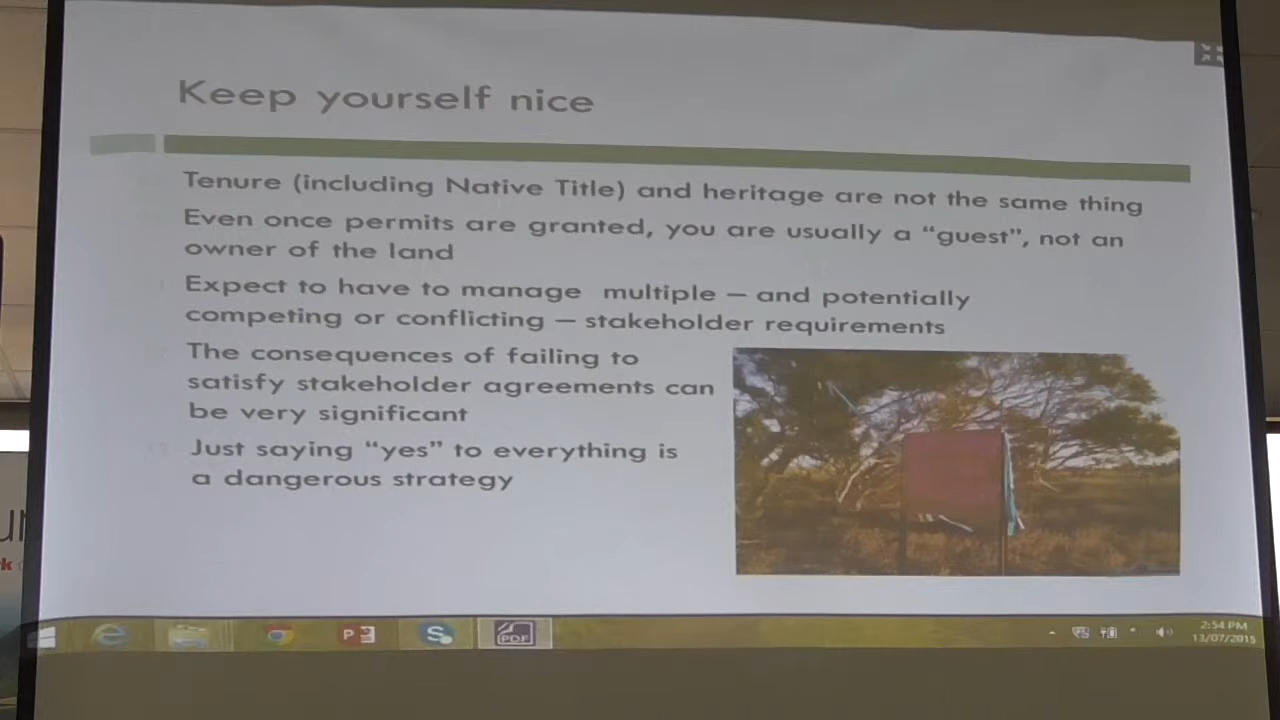 Keep yourself nice
Tenure (including Native Title) and heritage are not the same thing
Even once permits are granted, you are usually a “guest”, not an
owner of the land
Expect to have to manage multiple – and potentially
competing or conflicting – stakeholder requirements
The consequences of failing to
satisfy stakeholder agreements can
be very significant
Just saying “yes” to everything is
a dangerous strategy
P
S
PDF
2:54 PM
13/07/2015